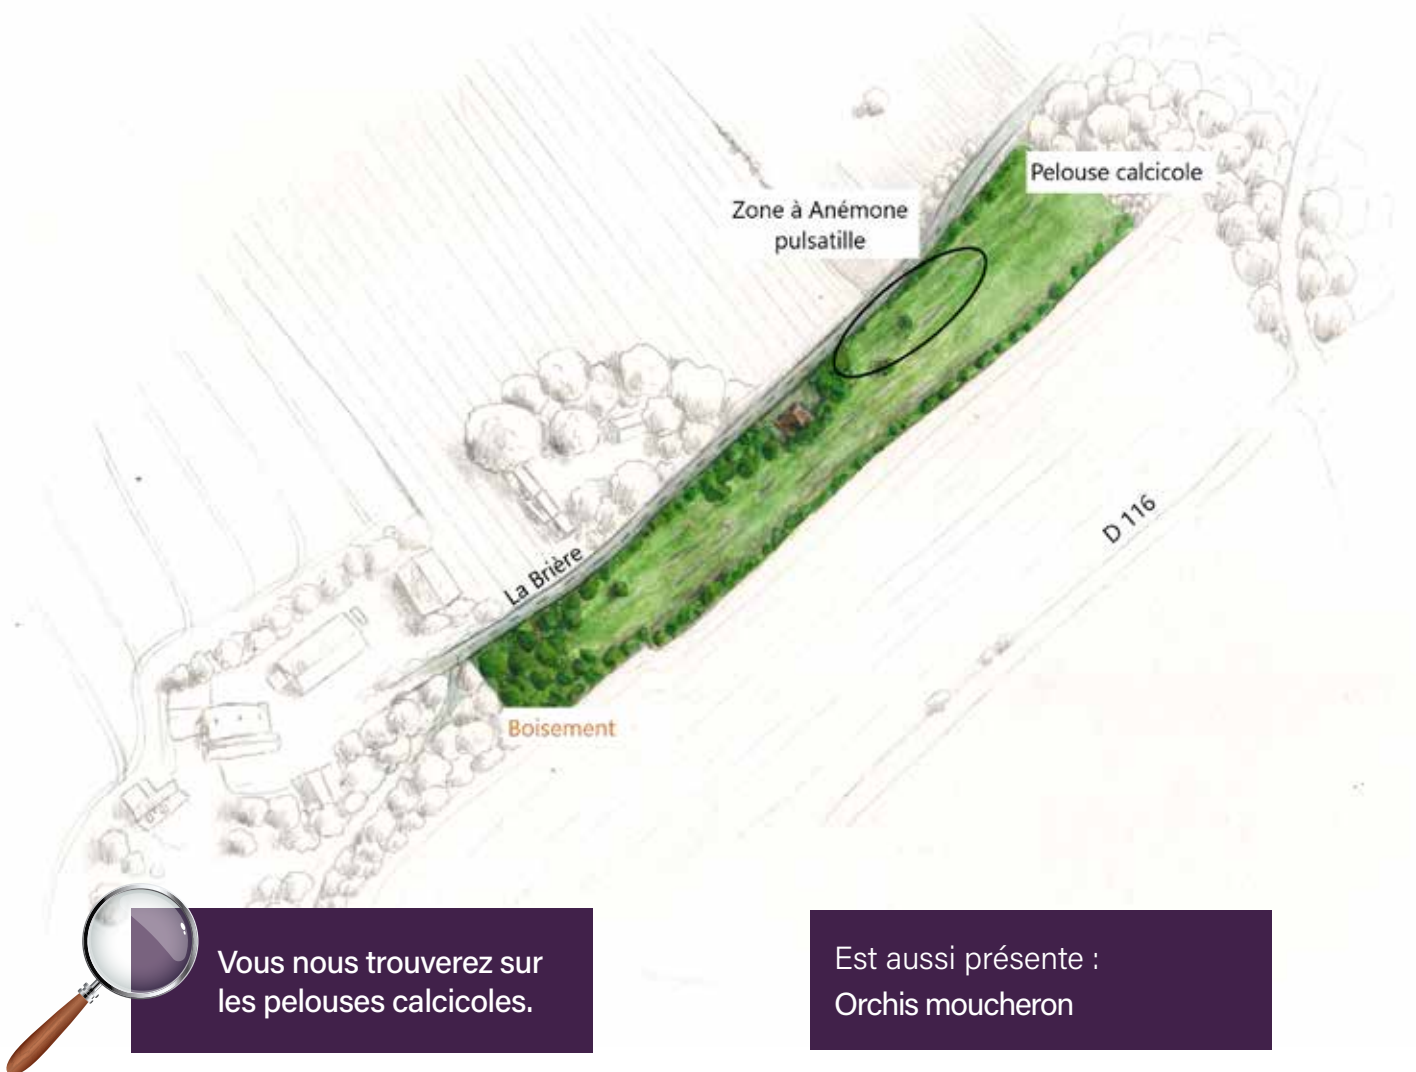 Pelouse calcicole
Zone à Anémone
pulsatille
D 116
La Brière
Boisement
Vous nous trouverez sur
les pelouses calcicoles.
Est aussi présente :
Orchis moucheron